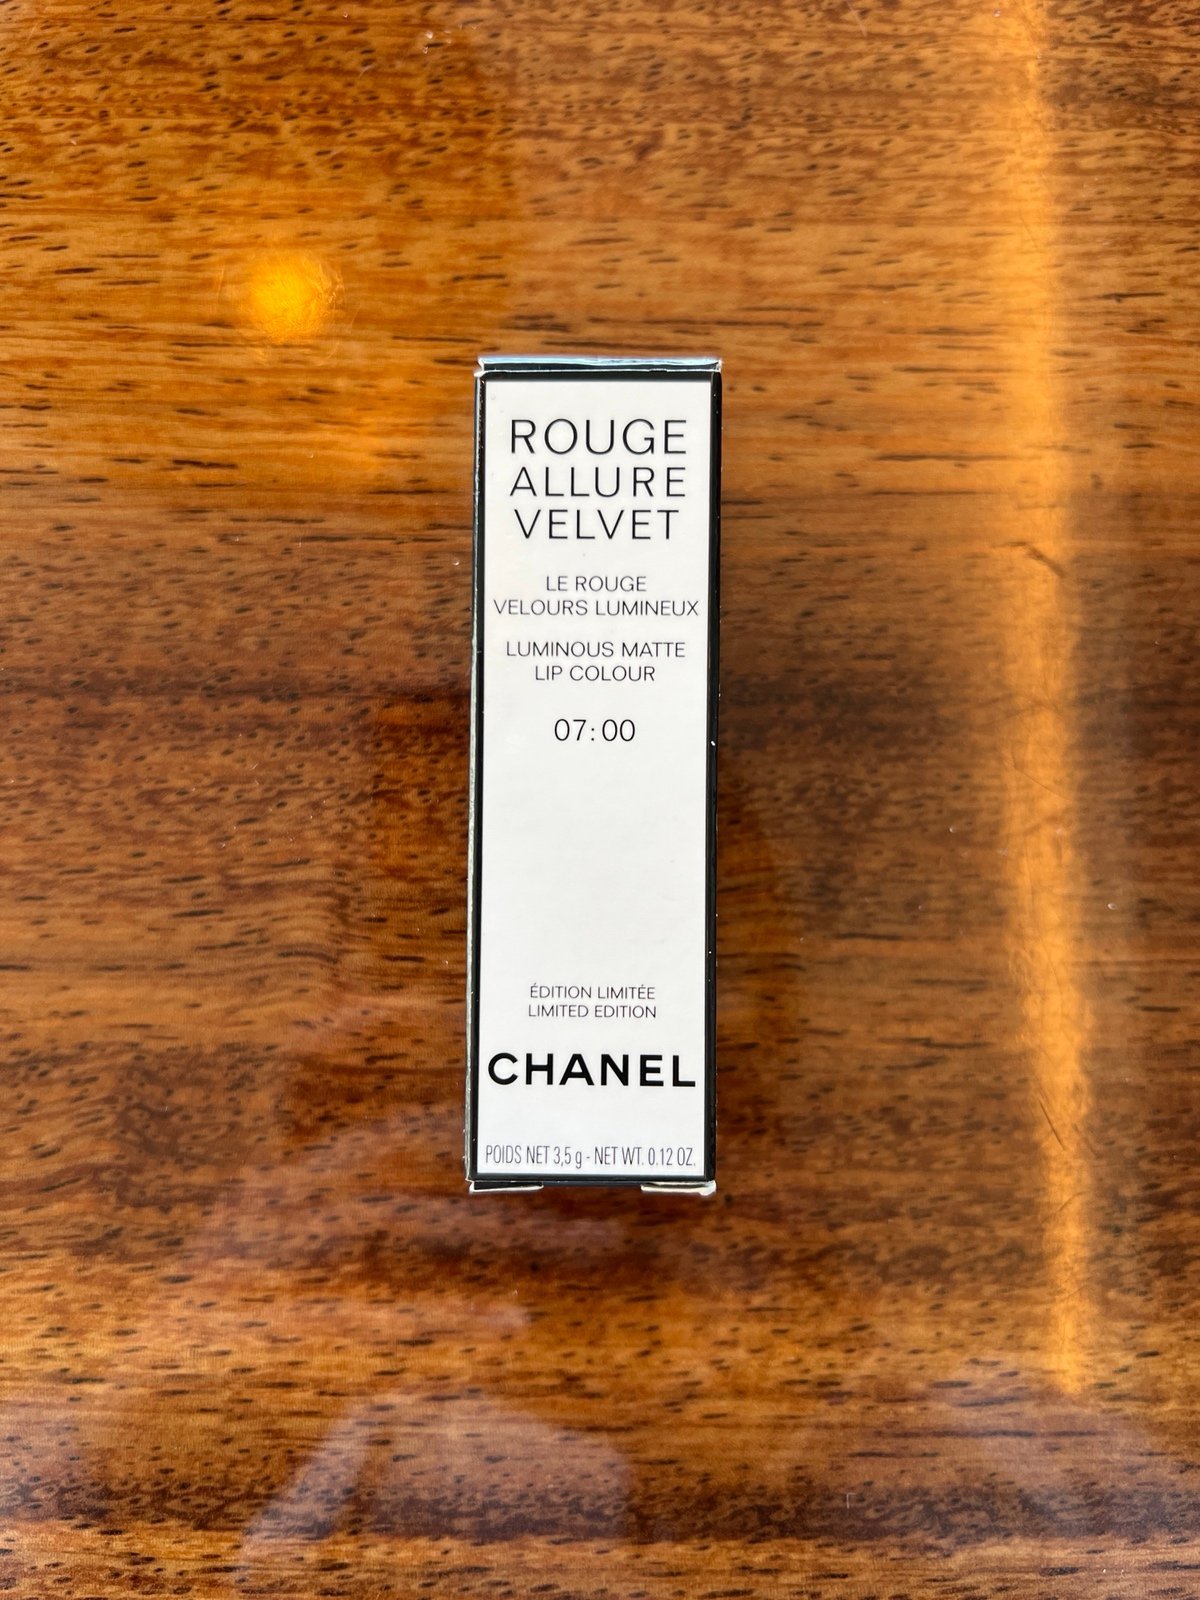 ROUGE
ALLURE
VELVET
LE ROUGE
VELOURS LUMINEUX
LUMINOUS MATTE
LIP COLOUR
07:00
ÉDITION LIMITÉE
LIMITED EDITION
CHANEL
POIDS NET 3,5 g - NET WT. 0.12 OZ.